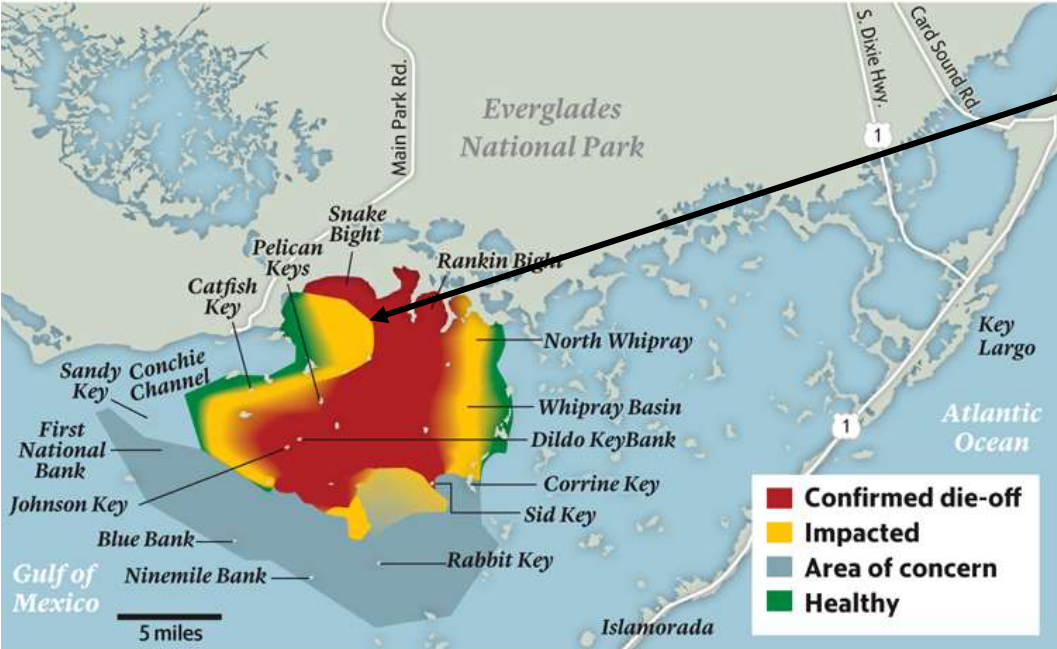 S. Dixie Hwy.
Card Sound Rd.
Main Park Rd.
Everglades
National Park
1
Snake
Bight
Pelican
Keys
Rankin Bight
Catfish
Key
North Whipray
Key
Largo
Sandy
Key
Conchie
Channel
Whipray Basin
Atlantic
Ocean
1
First
National
Bank
Dildo KeyBank
Johnson Key
Corrine Key
Sid Key
Blue Bank
Rabbit Key
Ninemile Bank
Gulf of
Mexico
5 miles
Islamorada
Confirmed die-off
Impacted
Area of concern
Healthy